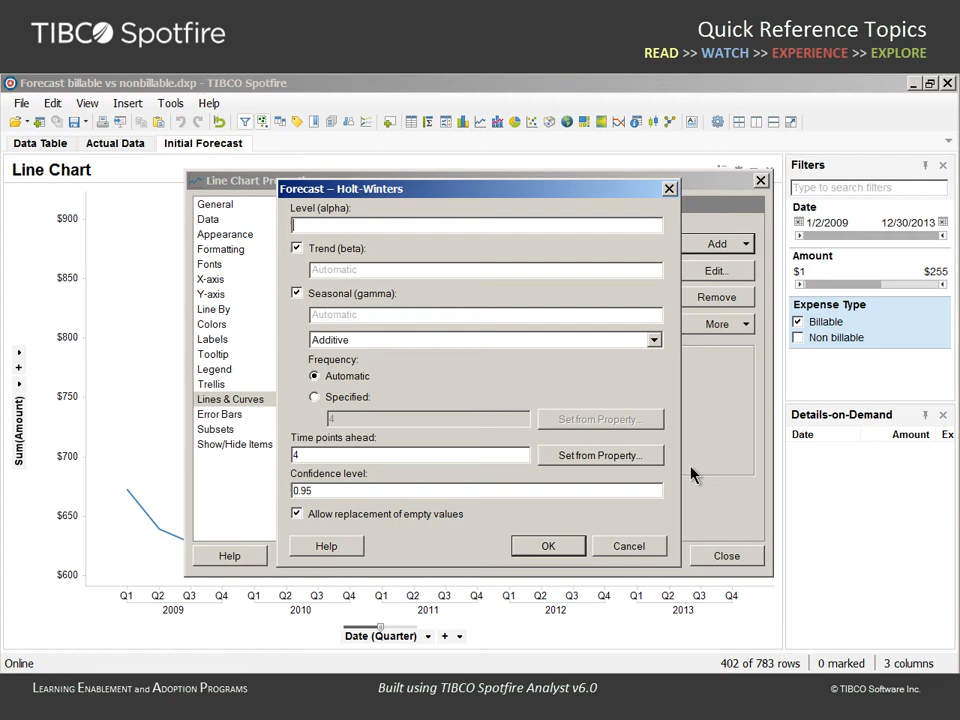 TIBCO Spotfire
Quick Reference Topics
READ >> WATCH >> EXPERIENCE >> EXPLORE
Forecast billable vs nonbillable.dxp - TIBCO Spotfire
File Edit View Insert Tools Help
Data Table Actual Data Initial Forecast
Line Chart
$900
$850
$800
$750
$700
$650
$600
Sum(Amount)
Q1 Q2 Q3 Q4 Q1 Q2 Q3 Q4 Q1 Q2 Q3 Q4 Q1 Q2 Q3 Q4 Q1 Q2 Q3 Q4
2009 2010 2011 2012 2013
Date (Quarter)
Line Chart
General
Data
Appearance
Formatting
Fonts
X-axis
Y-axis
Line By
Colors
Labels
Tooltip
Legend
Trellis
Lines & Curves
Error Bars
Subsets
Show/Hide Items
Help
Add
Edit...
Remove
More
Close
Forecast – Holt-Winters
Level (alpha):
Trend (beta):
Automatic
Seasonal (gamma):
Automatic
Additive
Frequency:
Automatic
Specified:
4
Set from Property...
Time points ahead:
4
Set from Property...
Confidence level:
0.95
Allow replacement of empty values
Help OK Cancel
Filters
Type to search filters
Date
1/2/2009 12/30/2013
Amount
$1 $255
Expense Type
Billable
Non billable
Details-on-Demand
Date Amount Ex
Online
402 of 783 rows 0 marked 3 columns
LEARNING ENABLEMENT AND ADOPTION PROGRAMS
Built using TIBCO Spotfire Analyst v6.0
© TIBCO Software Inc.